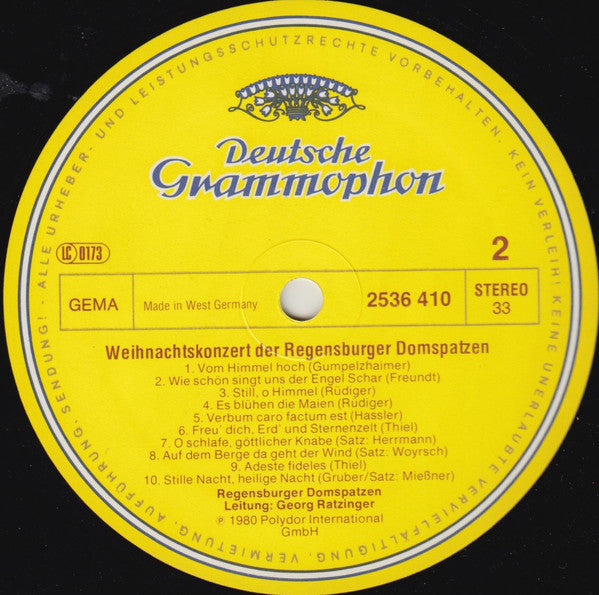 - ALLE URHEBER- UND LEISTUNGSSCHUTZRECHTE VORBEHALTEN. KEIN VERLEIH! KEINE UNERLAUBTE VERVIELFÄLTIGUNG, VERMIETUNG, AUFFÜHRUNG, SENDUNG!
Deutsche
Grammophon
LC 0173
2
GEMA
Made in West Germany
2536 410
STEREO
33
Weihnachtskonzert der Regensburger Domspatzen
1. Vom Himmel hoch (Gumpelzhaimer)
2. Wie schön singt uns der Engel Schar (Freundt)
3. Still, o Himmel (Rüdiger)
4. Es blühen die Maien (Rüdiger)
5. Verbum caro factum est (Hassler)
6. Freu' dich, Erd' und Sternenzelt (Thiel)
7. O schlafe, göttlicher Knabe (Satz: Herrmann)
8. Auf dem Berge da geht der Wind (Satz: Woyrsch)
9. Adeste fideles (Thiel)
10. Stille Nacht, heilige Nacht (Gruber/Satz: Mießner)
Regensburger Domspatzen
Leitung: Georg Ratzinger
℗ 1980 Polydor International
GmbH